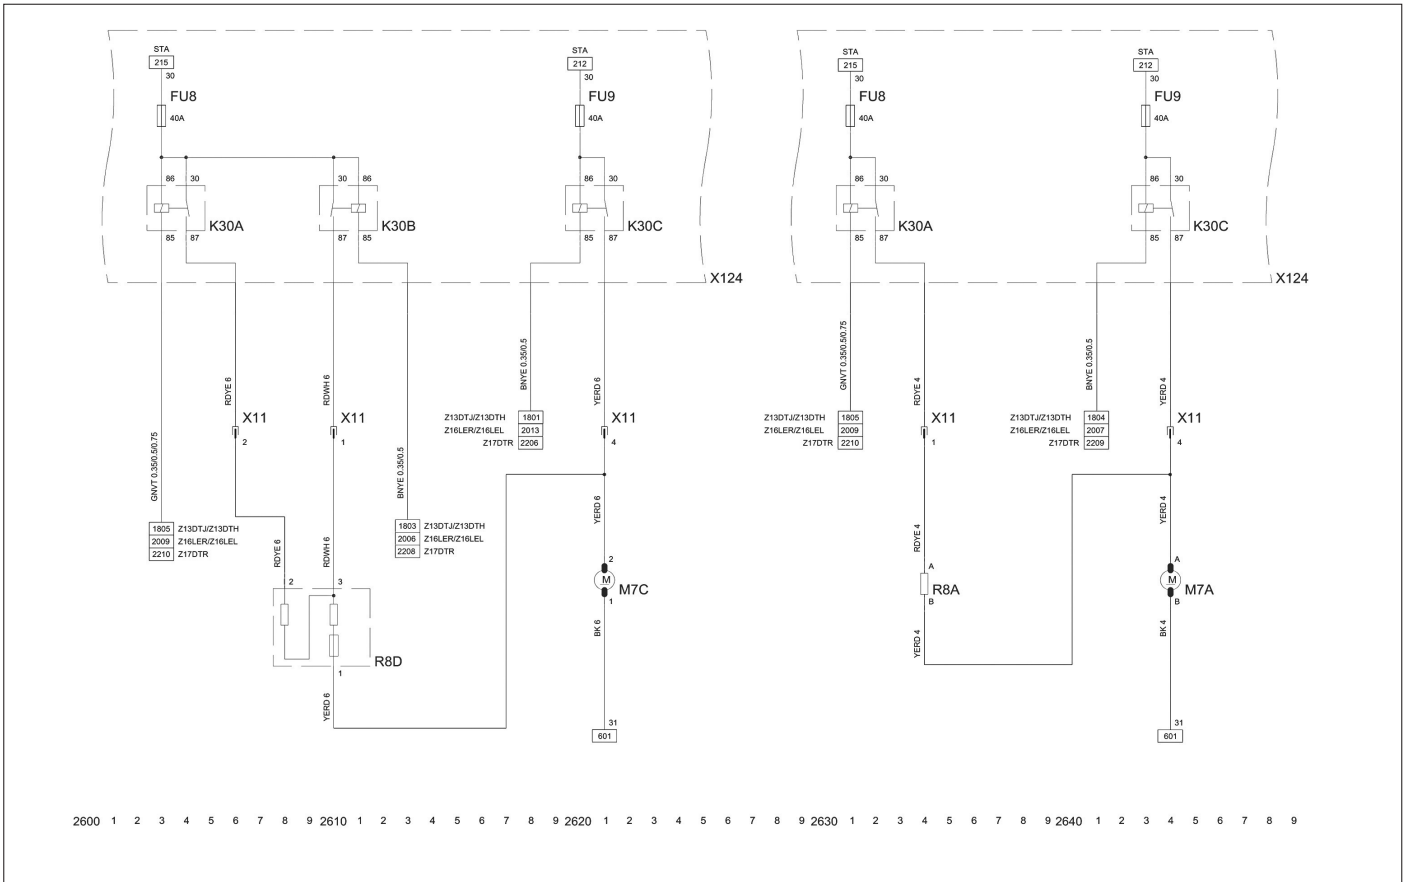 STA STA STA STA
215 212 215 212
30 30 30 30
FU8 FU9 FU8 FU9
40A 40A 40A 40A
86 30 30 86 86 30 86 30 86 30
K30A K30B K30C K30A K30C
85 87 87 85 85 87 85 87 85 87
X124 X124
GNVT 0.35/0.5/0.75
RDYE 6
RDWH 6
BNYE 0.35/0.5
BNYE 0.35/0.5
YERD 6
GNVT 0.35/0.5/0.75
RDYE 4
BNYE 0.35/0.5
YERD 4
X11 X11 X11 X11 X11
2 1 4 1 4
Z13DTJ/Z13DTH 1801
Z16LER/Z16LEL 2013
Z17DTR 2206
Z13DTJ/Z13DTH 1805
Z16LER/Z16LEL 2009
Z17DTR 2210
Z13DTJ/Z13DTH 1804
Z16LER/Z16LEL 2007
Z17DTR 2209
1805 Z13DTJ/Z13DTH
2009 Z16LER/Z16LEL
2210 Z17DTR
1803 Z13DTJ/Z13DTH
2006 Z16LER/Z16LEL
2208 Z17DTR
RDYE 6
RDWH 6
YERD 6
RDYE 4
YERD 4
2 3
R8D
1
YERD 6
2
M
M7C
1
BK 6
31
601
A
R8A
B
YERD 4
A
M
M7A
B
BK 4
31
601
2600 1 2 3 4 5 6 7 8 9 2610 1 2 3 4 5 6 7 8 9 2620 1 2 3 4 5 6 7 8 9 2630 1 2 3 4 5 6 7 8 9 2640 1 2 3 4 5 6 7 8 9